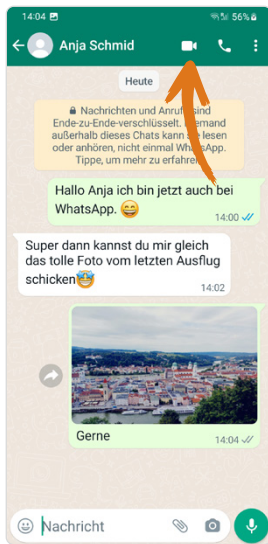 14:04 56%
Anja Schmid
Heute
Nachrichten und Anrufe sind
Ende-zu-Ende-verschlüsselt. Niemand
außerhalb dieses Chats kann sie lesen
oder anhören, nicht einmal WhatsApp.
Tippe, um mehr zu erfahren.
Hallo Anja ich bin jetzt auch bei
WhatsApp. 😄
14:00
Super dann kannst du mir gleich
das tolle Foto vom letzten Ausflug
schicken🤩
14:02
Gerne
14:04
Nachricht